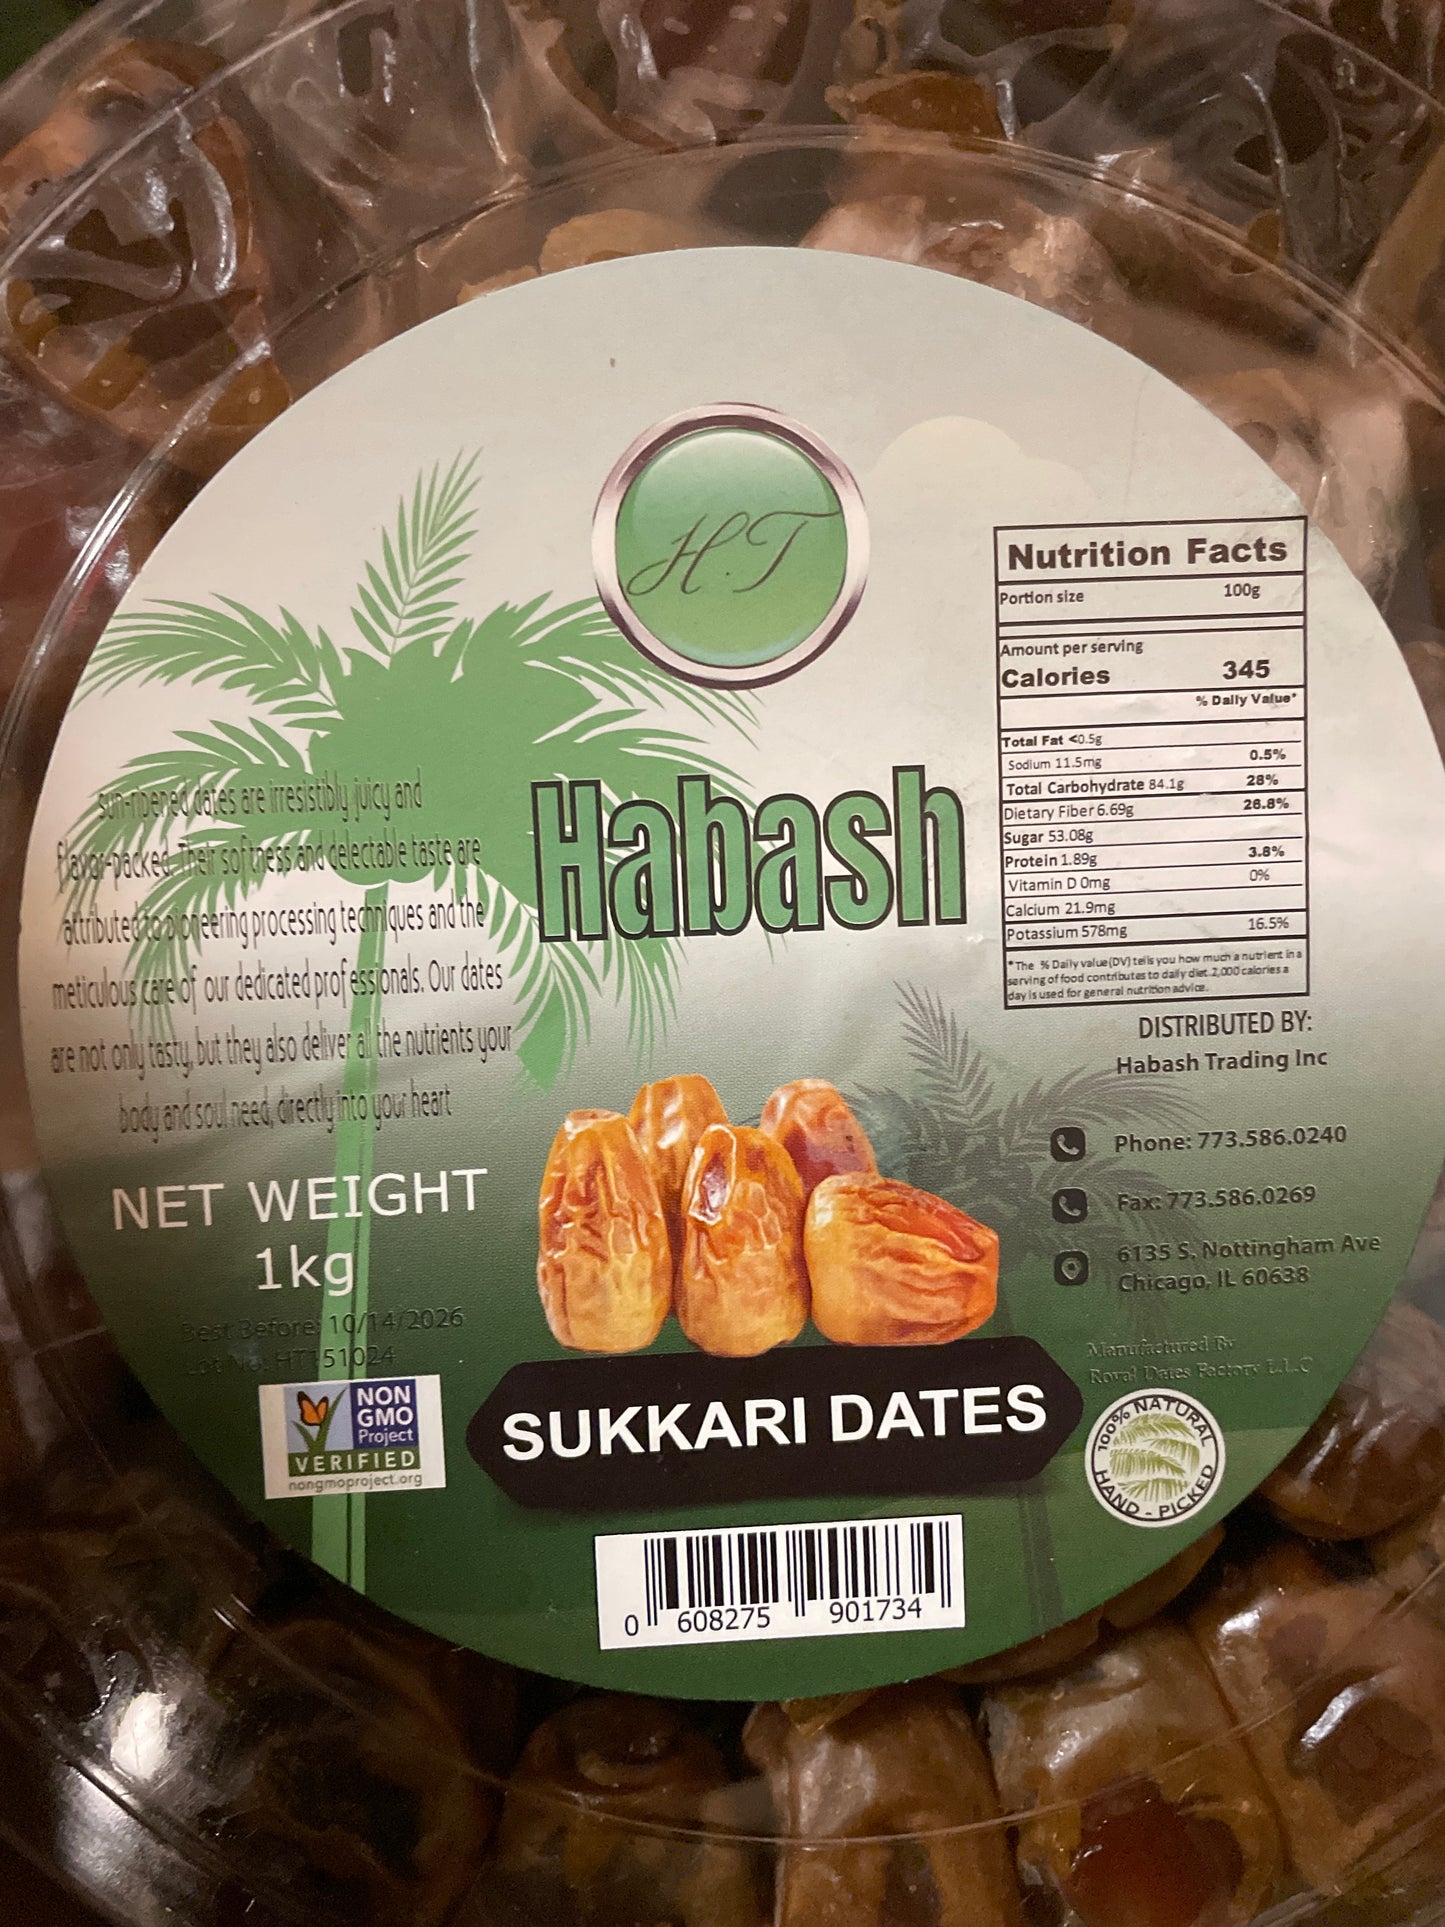 H.T
sun-ripened dates are irresistibly juicy and
flavor-packed. Their softness and delectable taste are
attributed to pioneering processing techniques and the
meticulous care of our dedicated professionals. Our dates
are not only tasty, but they also deliver all the nutrients your
body and soul need, directly into your heart
NET WEIGHT
1kg
Best Before: 10/14/2026
Lot No: HT151024
NON
GMO
Project
VERIFIED
nongmoproject.org
Habash
SUKKARI DATES
0 608275 901734
Nutrition Facts
Portion size 100g
Amount per serving
Calories 345
% Daily Value*
Total Fat <0.5g
Sodium 11.5mg 0.5%
Total Carbohydrate 84.1g 28%
Dietary Fiber 6.69g 26.8%
Sugar 53.08g
Protein 1.89g 3.8%
Vitamin D 0mg 0%
Calcium 21.9mg
Potassium 578mg 16.5%
*The % Daily value(DV) tells you how much a nutrient in a
serving of food contributes to daily diet. 2,000 calories a
day is used for general nutrition advice.
DISTRIBUTED BY:
Habash Trading Inc
Phone: 773.586.0240
Fax: 773.586.0269
6135 S. Nottingham Ave
Chicago, IL 60638
Manufactured By
Royal Dates Factory L.L.C
100% NATURAL
HAND - PICKED